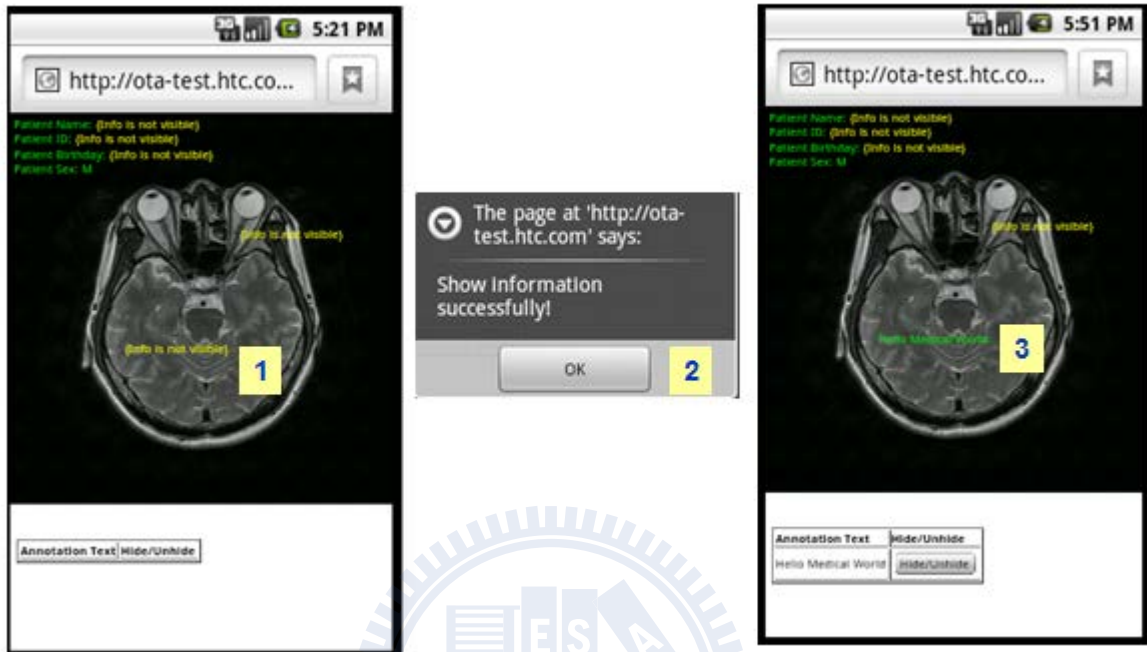 5:21 PM
http://ota-test.htc.co...
Patient Name: {Info is not visible}
Patient ID: {Info is not visible}
Patient Birthday: {Info is not visible}
Patient Sex: M
{Info is not visible}
{Info is not visible}
1
Annotation Text Hide/Unhide
The page at 'http://ota-
test.htc.com' says:
Show Information
successfully!
OK
2
5:51 PM
http://ota-test.htc.co...
Patient Name: {Info is not visible}
Patient ID: {Info is not visible}
Patient Birthday: {Info is not visible}
Patient Sex: M
{Info is not visible}
Hello Medical World
3
Annotation Text Hide/Unhide
Hello Medical World Hide/Unhide
ES A